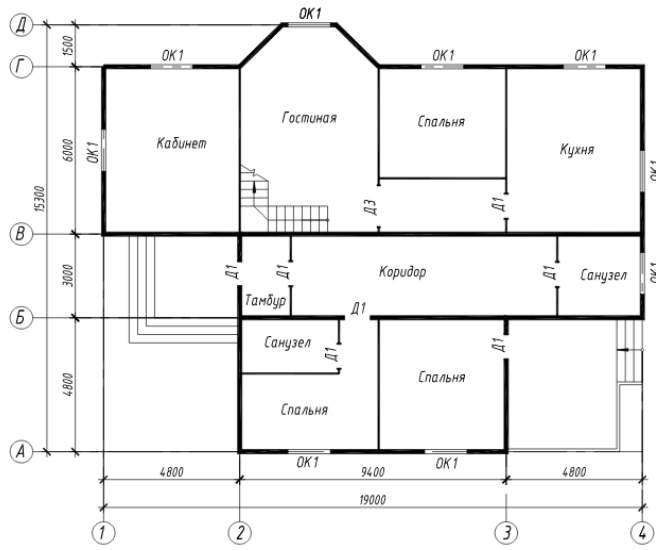 Д
ОК1
1500
Г
ОК1
ОК1
ОК1
Кабинет
Гостиная
Спальня
Кухня
6000
15300
ОК1
ОК1
Д3
Д1
В
3000
Д1
Д1
Коридор
Д1
Санузел
ОК1
Тамбур
Д1
Б
Санузел
Д1
Д1
Спальня
Спальня
4800
А
ОК1
ОК1
4800
9400
4800
19000
1
2
3
4